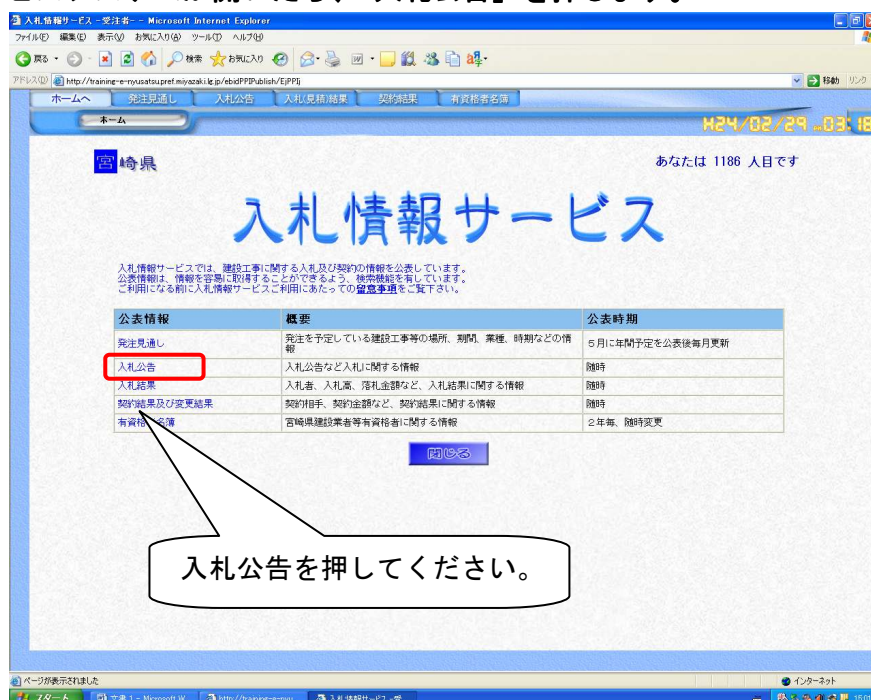 入札情報サービス -受注者- - Microsoft Internet Explorer
ファイル(F) 編集(E) 表示(V) お気に入り(A) ツール(T) ヘルプ(H)
戻る 検索 お気に入り
アドレス(D) http://training-e-nyusatsu.pref.miyazaki.lg.jp/ebidPPIPublish/EjPPIj 移動 リンク
ホームへ 発注見通し 入札公告 入札(見積)結果 契約結果 有資格者名簿
ホーム
宮崎県 あなたは 1186 人目です
入札情報サービス
入札情報サービスでは、建設工事に関する入札及び契約の情報を公表しています。
公表情報は、情報を容易に取得することができるよう、検索機能を有しています。
ご利用になる前に入札情報サービスご利用にあたっての留意事項をご覧下さい。
公表情報 概要 公表時期
発注見通し 発注を予定している建設工事等の場所、期間、業種、時期などの情報 5月に年間予定を公表後毎月更新
入札公告 入札公告など入札に関する情報 随時
入札結果 入札者、入札高、落札金額など、入札結果に関する情報 随時
契約結果及び変更結果 契約相手、契約金額など、契約結果に関する情報 随時
有資格 名簿 宮崎県建設業者等有資格者に関する情報 2年毎、随時変更
閉じる
入札公告を押してください。
ページが表示されました インターネット
スタート 文書 1 - Microsoft W... 入札情報サービス -受...